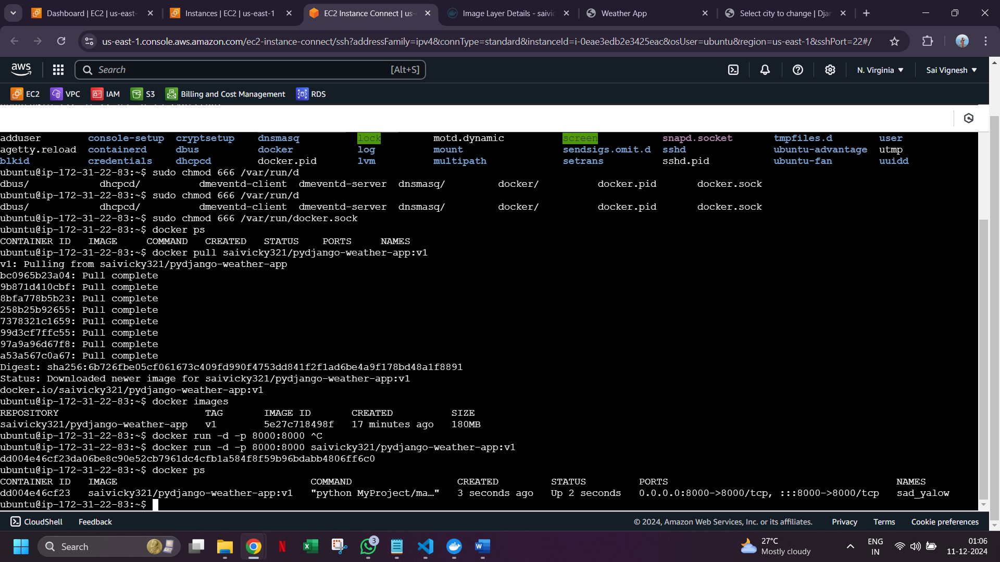 Dashboard | EC2 | us-east-
Instances | EC2 | us-east-1
EC2 Instance Connect | us-
Image Layer Details - saivic
Weather App
Select city to change | Djan
us-east-1.console.aws.amazon.com/ec2-instance-connect/ssh?addressFamily=ipv4&connType=standard&instanceId=i-0eae3edb2e3425eac&osUser=ubuntu&region=us-east-1&sshPort=22#/
aws
Search
[Alt+S]
N. Virginia
Sai Vignesh
EC2 VPC IAM S3 Billing and Cost Management RDS
adduser console-setup cryptsetup dnsmasq lock motd.dynamic screen snapd.socket tmpfiles.d user
agetty.reload containerd dbus docker log mount sendsigs.omit.d sshd ubuntu-advantage utmp
blkid credentials dhcpcd docker.pid lvm multipath setrans sshd.pid ubuntu-fan uuidd
ubuntu@ip-172-31-22-83:~$ sudo chmod 666 /var/run/d
dbus/ dhcpcd/ dmeventd-client dmeventd-server dnsmasq/ docker/ docker.pid docker.sock
ubuntu@ip-172-31-22-83:~$ sudo chmod 666 /var/run/d
dbus/ dhcpcd/ dmeventd-client dmeventd-server dnsmasq/ docker/ docker.pid docker.sock
ubuntu@ip-172-31-22-83:~$ sudo chmod 666 /var/run/docker.sock
ubuntu@ip-172-31-22-83:~$ docker ps
CONTAINER ID IMAGE COMMAND CREATED STATUS PORTS NAMES
ubuntu@ip-172-31-22-83:~$ docker pull saivicky321/pydjango-weather-app:v1
v1: Pulling from saivicky321/pydjango-weather-app
bc0965b23a04: Pull complete
9b871d410cbf: Pull complete
8bfa778b5b23: Pull complete
258b25b92655: Pull complete
7378321c1659: Pull complete
99d3cf7ffc55: Pull complete
97a9a96d67f8: Pull complete
a53a567c0a67: Pull complete
Digest: sha256:6b726fbe05cf061673c409fd990f4753dd841f2f1ad6be4a9f178bd48a1f8891
Status: Downloaded newer image for saivicky321/pydjango-weather-app:v1
docker.io/saivicky321/pydjango-weather-app:v1
ubuntu@ip-172-31-22-83:~$ docker images
REPOSITORY TAG IMAGE ID CREATED SIZE
saivicky321/pydjango-weather-app v1 5e27c718498f 17 minutes ago 180MB
ubuntu@ip-172-31-22-83:~$ docker run -d -p 8000:8000 ^C
ubuntu@ip-172-31-22-83:~$ docker run -d -p 8000:8000 saivicky321/pydjango-weather-app:v1
dd004e46cf23da06be8c90e52cb7961dc4cfb1a584f8f59b96bdabb4806ff6c0
ubuntu@ip-172-31-22-83:~$ docker ps
CONTAINER ID IMAGE COMMAND CREATED STATUS PORTS NAMES
dd004e46cf23 saivicky321/pydjango-weather-app:v1 "python MyProject/ma…" 3 seconds ago Up 2 seconds 0.0.0.0:8000->8000/tcp, :::8000->8000/tcp sad_yalow
ubuntu@ip-172-31-22-83:~$
CloudShell Feedback © 2024, Amazon Web Services, Inc. or its affiliates. Privacy Terms Cookie preferences
Search
3
27°C
Mostly cloudy
ENG
IN
01:06
11-12-2024